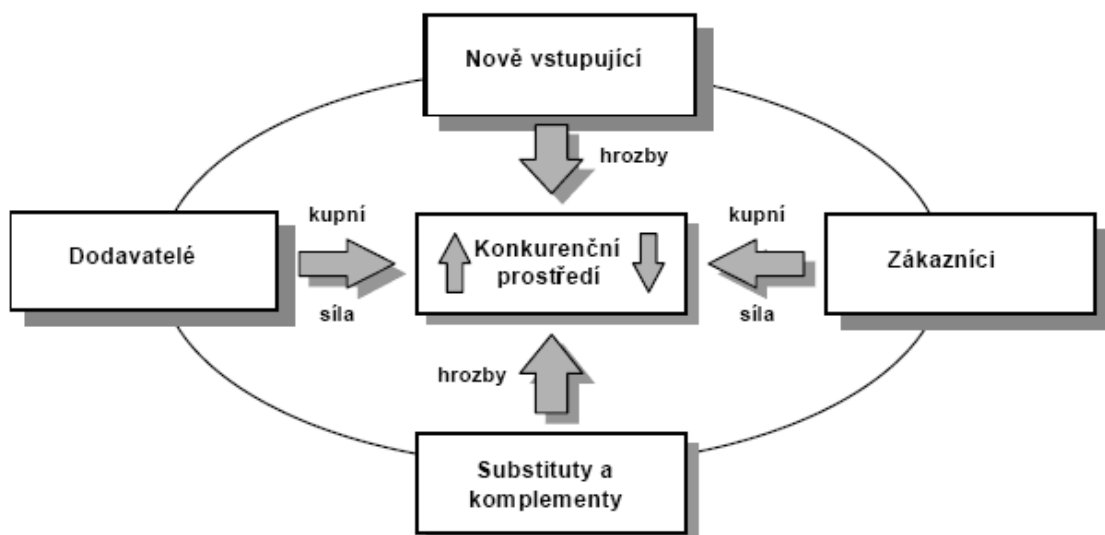 Nově vstupující
hrozby
kupní
kupní
Dodavatelé
Konkurenční
prostředí
Zákazníci
síla
síla
hrozby
Substituty a
komplementy